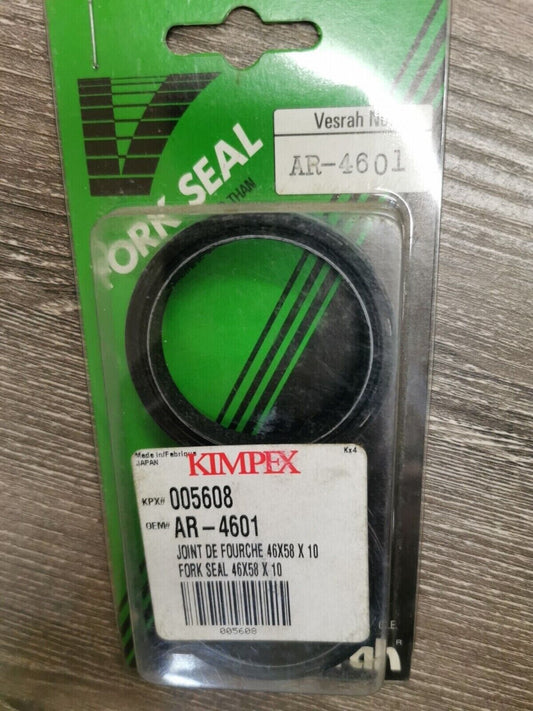 Vesrah No.
AR-4601
FORK SEAL
THAN
Made in/Fabriqué
JAPAN
Kx4
KIMPEX
KPX# 005608
OEM# AR-4601
JOINT DE FOURCHE 46X58 X 10
FORK SEAL 46X58 X 10
005608
R